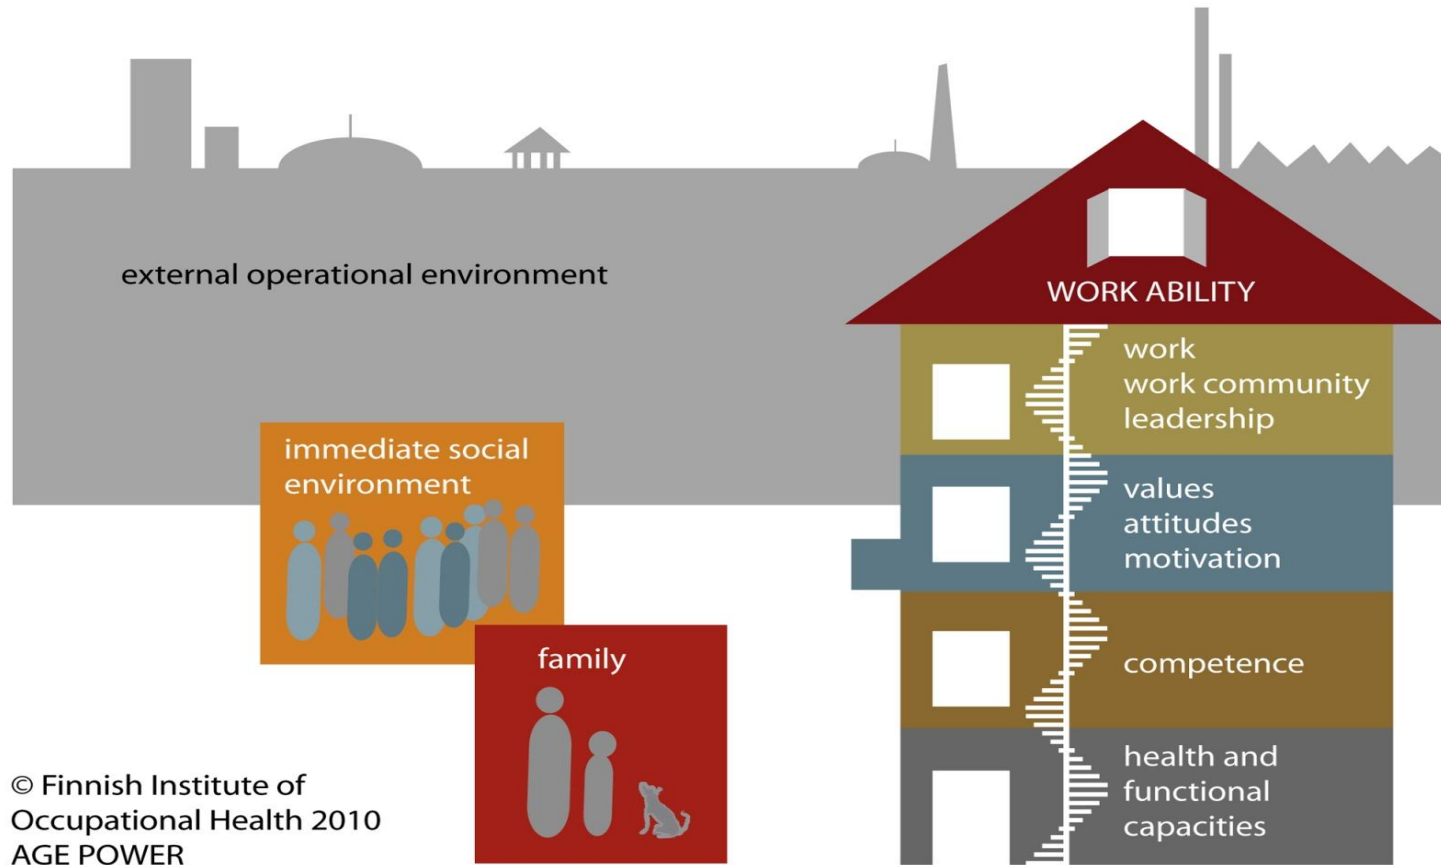 external operational environment
immediate social
environment
family
© Finnish Institute of
Occupational Health 2010
AGE POWER
WORK ABILITY
work
work community
leadership
values
attitudes
motivation
competence
health and
functional
capacities